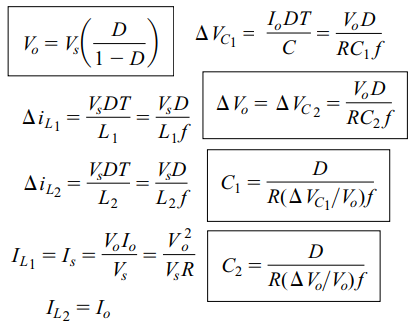 V_o = V_s(D / (1 − D))
ΔV_{C_1} = I_oDT / C = V_oD / RC_1f
Δi_{L_1} = V_sDT / L_1 = V_sD / L_1f
ΔV_o = ΔV_{C_2} = V_oD / RC_2f
Δi_{L_2} = V_sDT / L_2 = V_sD / L_2f
C_1 = D / R(ΔV_{C_1}/V_o)f
I_{L_1} = I_s = V_oI_o / V_s = V_o^2 / V_sR
C_2 = D / R(ΔV_o/V_o)f
I_{L_2} = I_o